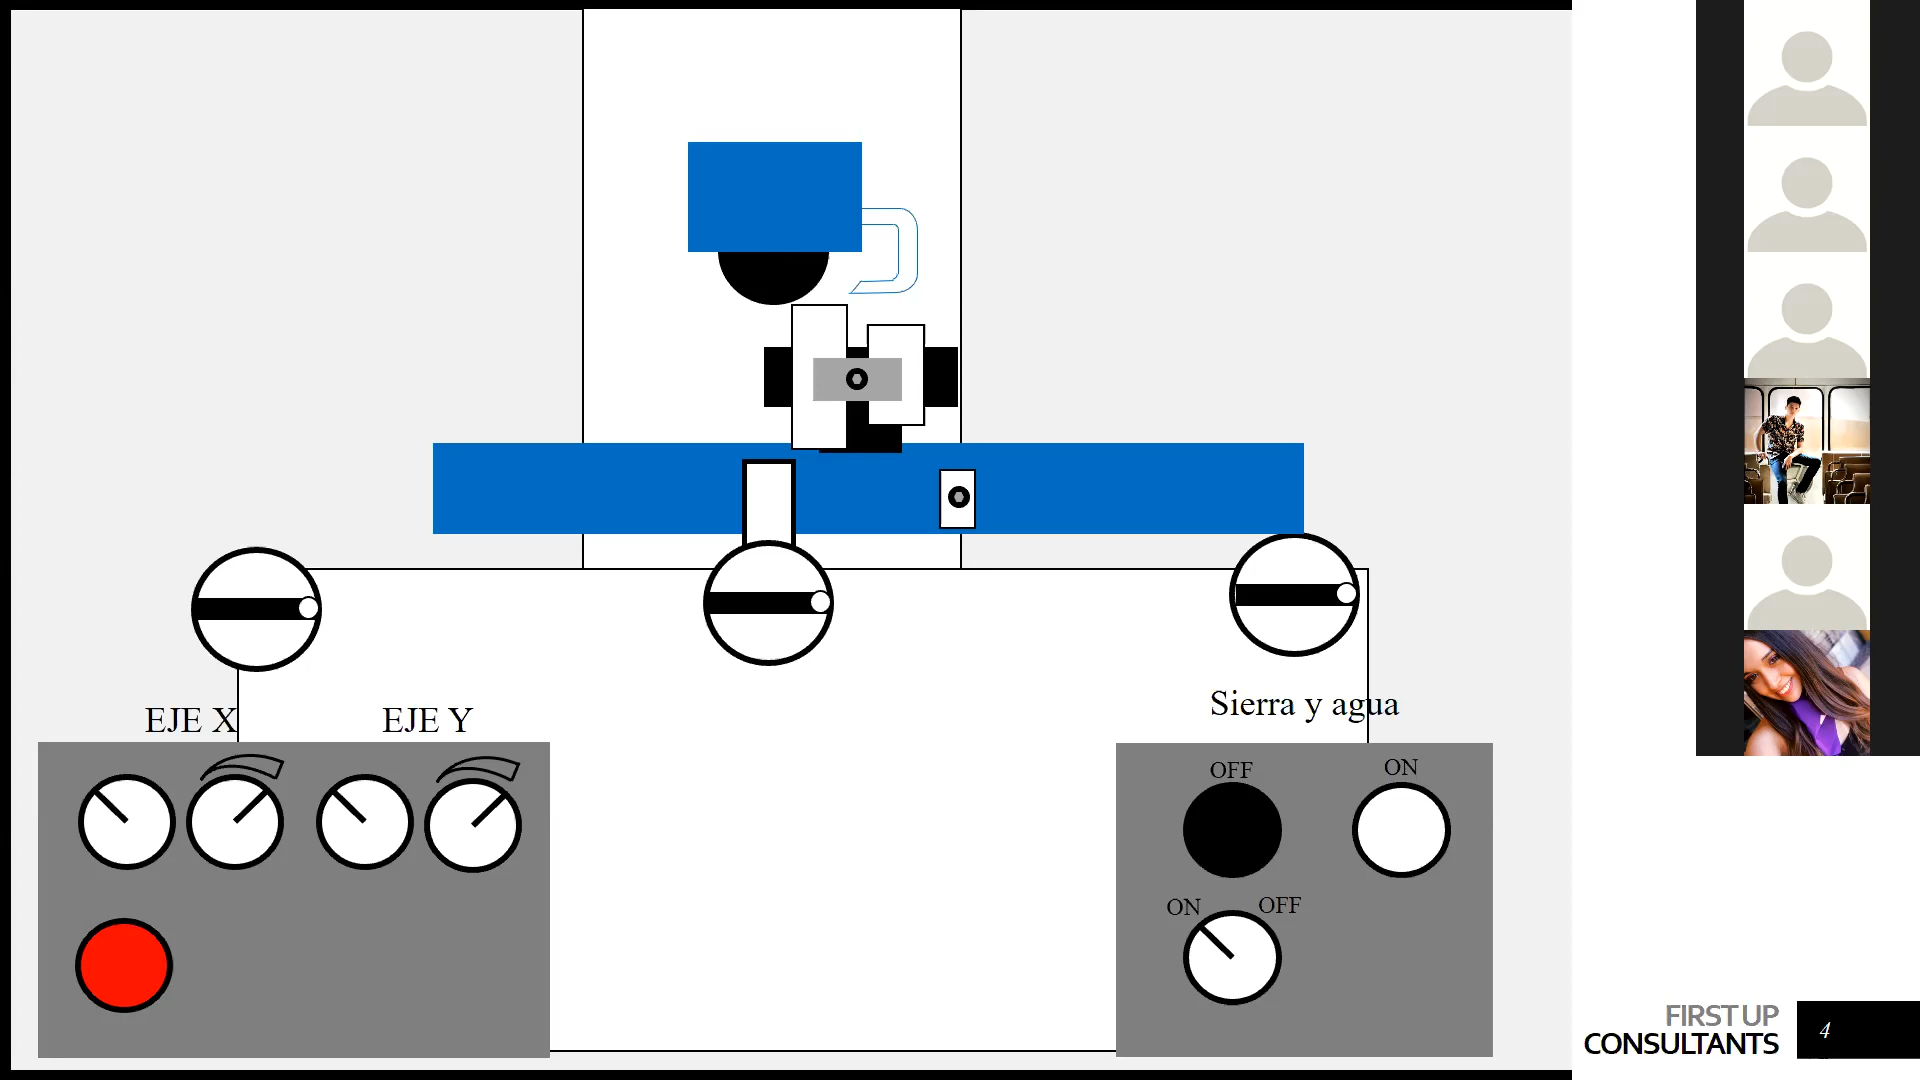 EJE X
EJE Y
Sierra y agua
OFF
ON
ON
OFF
FIRST UP
CONSULTANTS
4